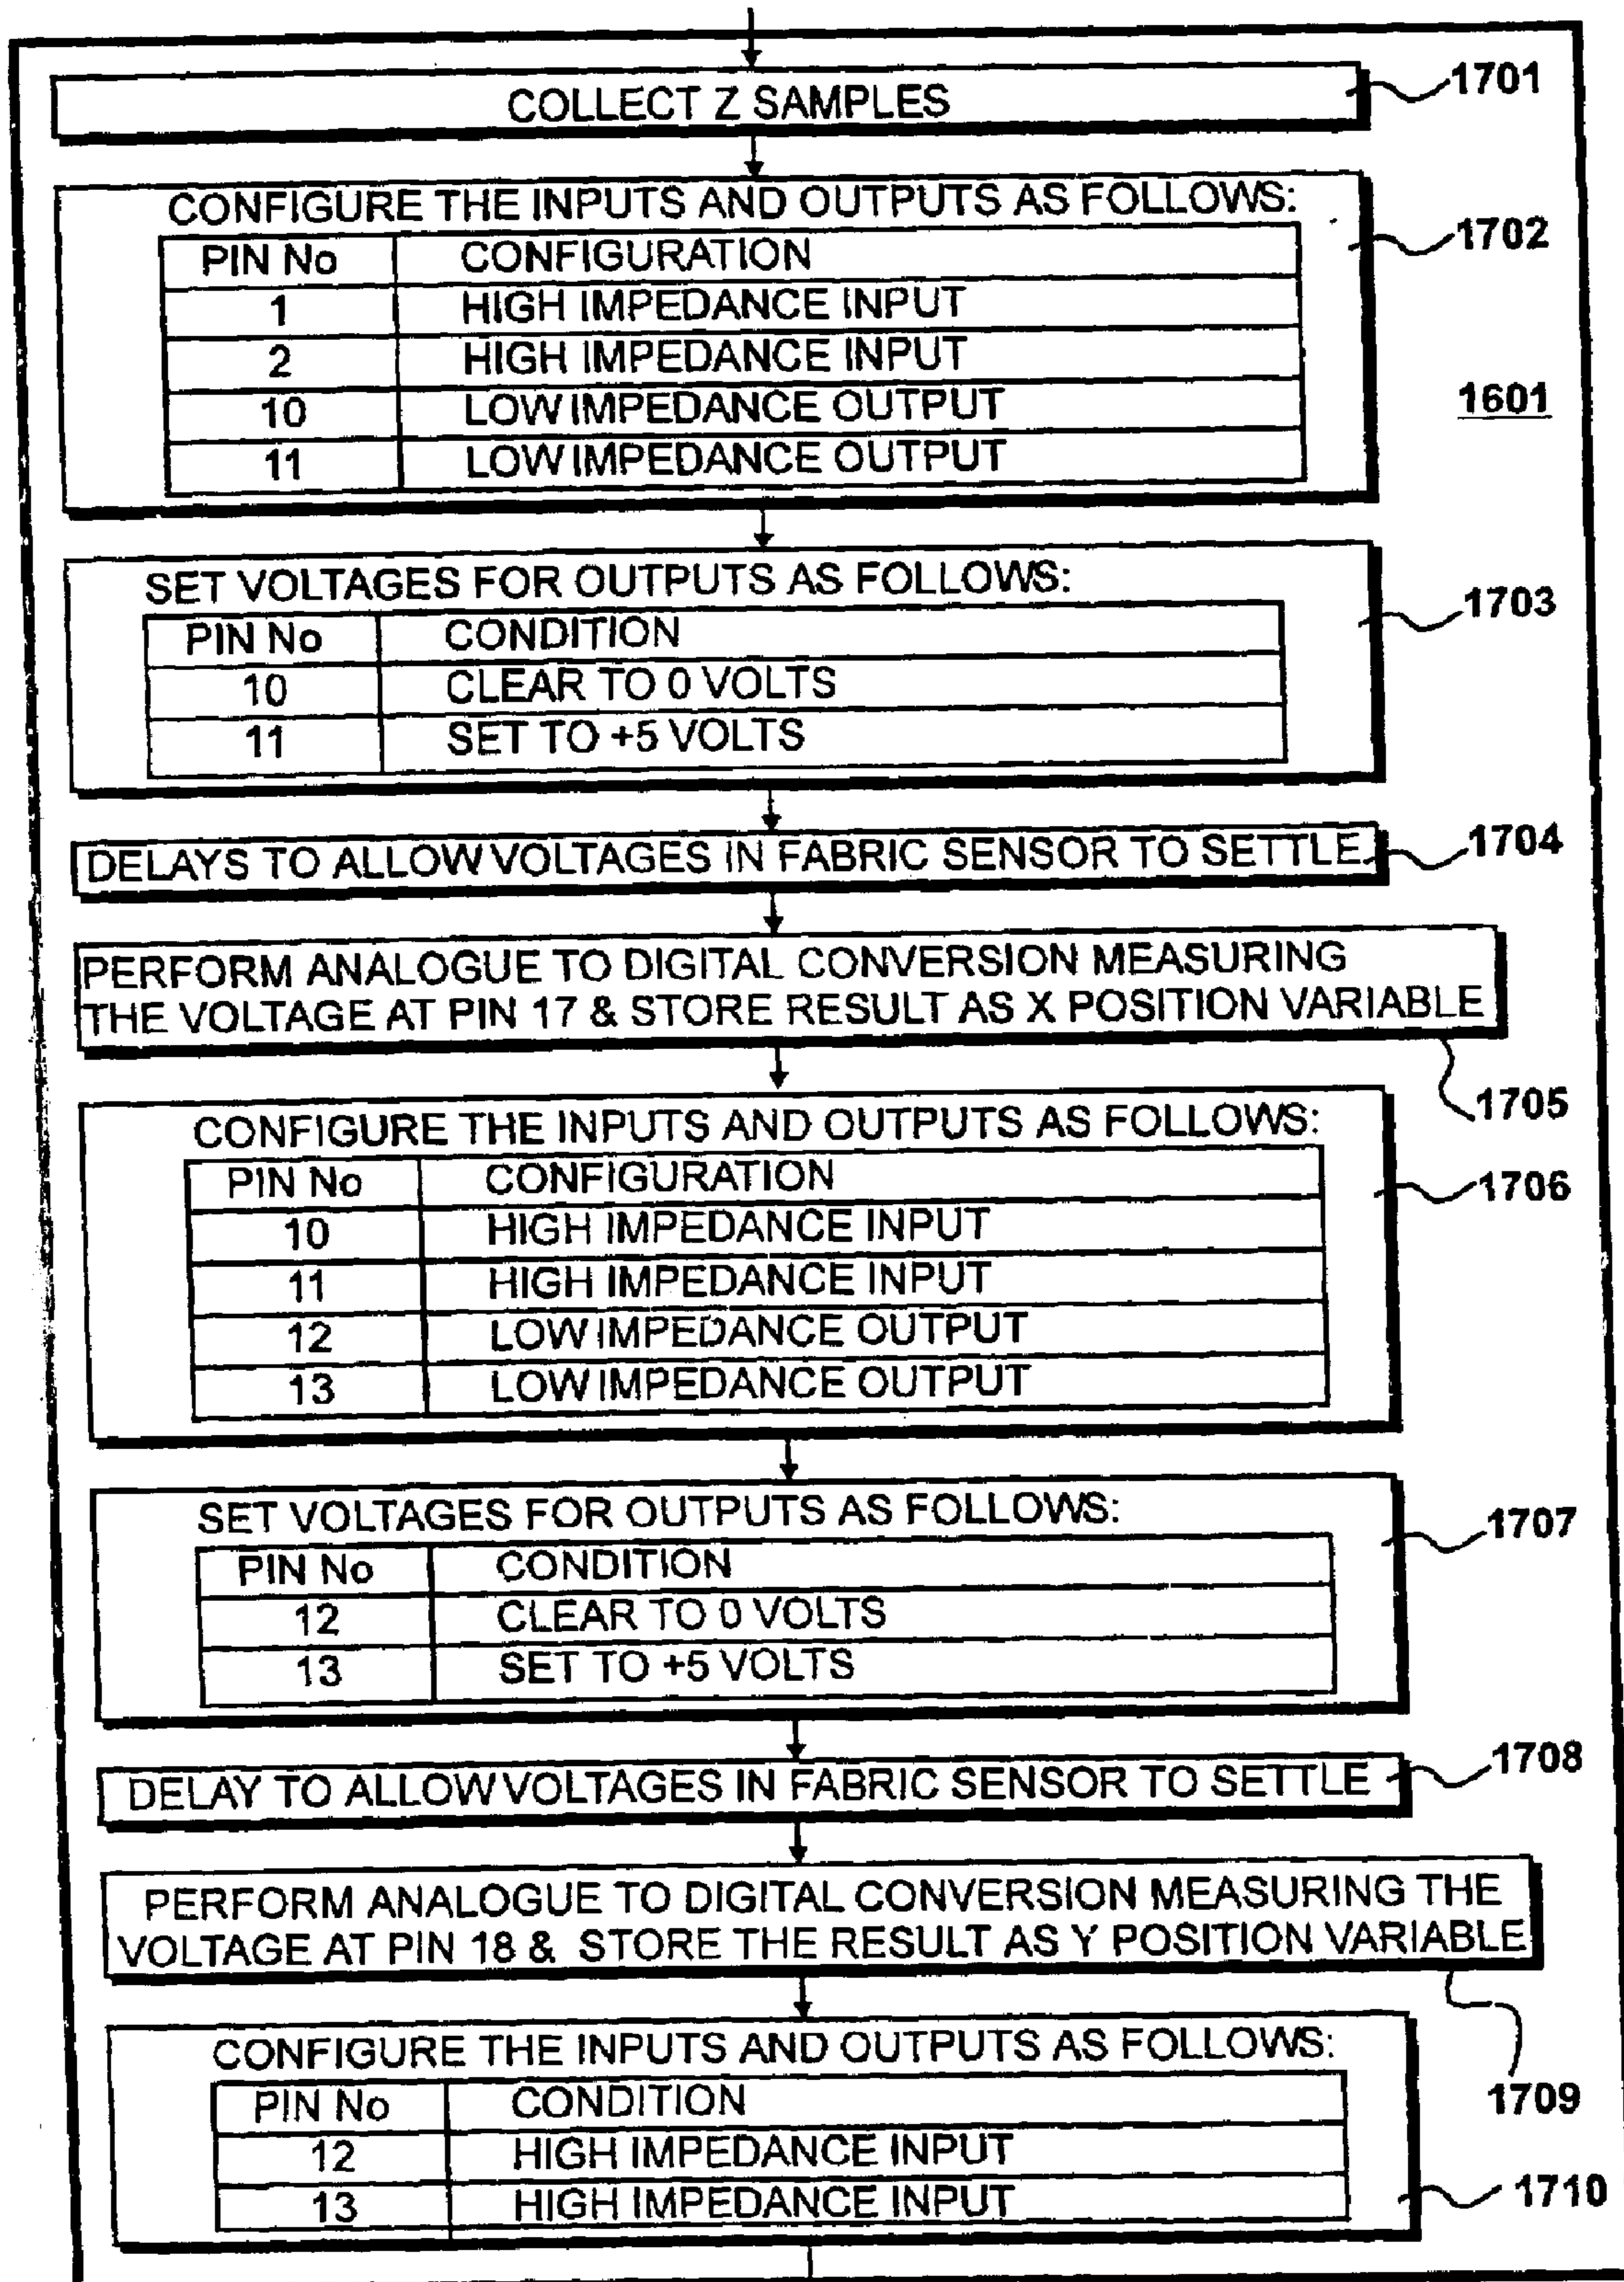 COLLECT Z SAMPLES
1701
CONFIGURE THE INPUTS AND OUTPUTS AS FOLLOWS:
1702
PIN No CONFIGURATION
1 HIGH IMPEDANCE INPUT
2 HIGH IMPEDANCE INPUT
10 LOW IMPEDANCE OUTPUT
11 LOW IMPEDANCE OUTPUT
1601
SET VOLTAGES FOR OUTPUTS AS FOLLOWS:
1703
PIN No CONDITION
10 CLEAR TO 0 VOLTS
11 SET TO +5 VOLTS
DELAYS TO ALLOW VOLTAGES IN FABRIC SENSOR TO SETTLE
1704
PERFORM ANALOGUE TO DIGITAL CONVERSION MEASURING
THE VOLTAGE AT PIN 17 & STORE RESULT AS X POSITION VARIABLE
1705
CONFIGURE THE INPUTS AND OUTPUTS AS FOLLOWS:
1706
PIN No CONFIGURATION
10 HIGH IMPEDANCE INPUT
11 HIGH IMPEDANCE INPUT
12 LOW IMPEDANCE OUTPUT
13 LOW IMPEDANCE OUTPUT
SET VOLTAGES FOR OUTPUTS AS FOLLOWS:
1707
PIN No CONDITION
12 CLEAR TO 0 VOLTS
13 SET TO +5 VOLTS
DELAY TO ALLOW VOLTAGES IN FABRIC SENSOR TO SETTLE
1708
PERFORM ANALOGUE TO DIGITAL CONVERSION MEASURING THE
VOLTAGE AT PIN 18 & STORE THE RESULT AS Y POSITION VARIABLE
1709
CONFIGURE THE INPUTS AND OUTPUTS AS FOLLOWS:
PIN No CONDITION
12 HIGH IMPEDANCE INPUT
13 HIGH IMPEDANCE INPUT
1710